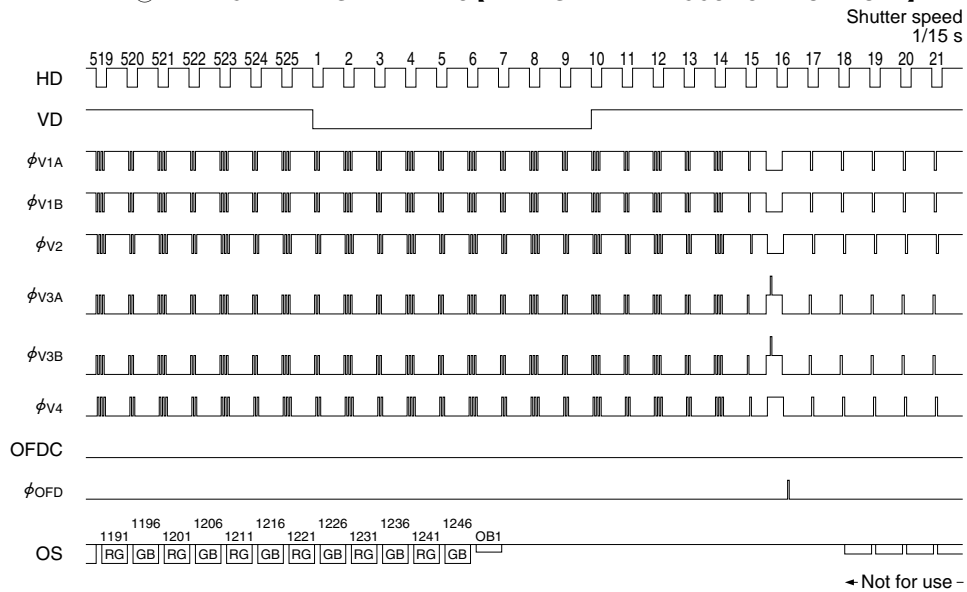 Shutter speed
1/15 s
519 520 521 522 523 524 525 1 2 3 4 5 6 7 8 9 10 11 12 13 14 15 16 17 18 19 20 21
HD
VD
ϕV1A
ϕV1B
ϕV2
ϕV3A
ϕV3B
ϕV4
OFDC
ϕOFD
1196 1206 1216 1226 1236 1246 OB1
1191 1201 1211 1221 1231 1241
OS RG GB RG GB RG GB RG GB RG GB RG GB
Not for use